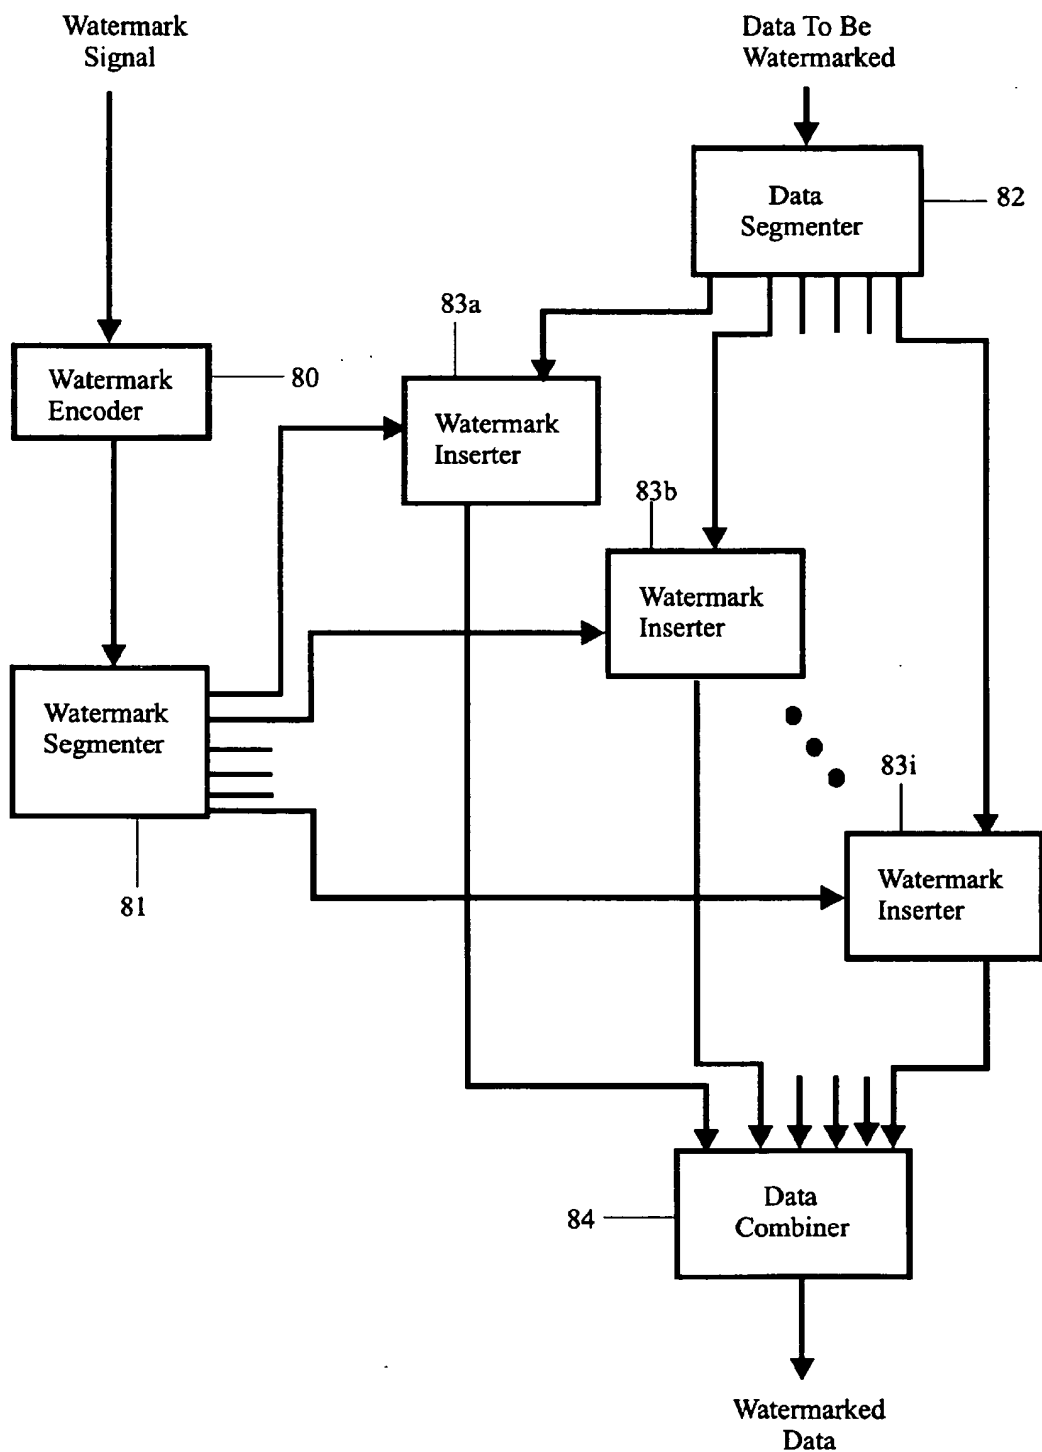 Watermark
Signal
Data To Be
Watermarked
Data
Segmenter
82
83a
Watermark
Encoder
80
Watermark
Inserter
83b
Watermark
Inserter
Watermark
Segmenter
81
83i
Watermark
Inserter
84
Data
Combiner
Watermarked
Data